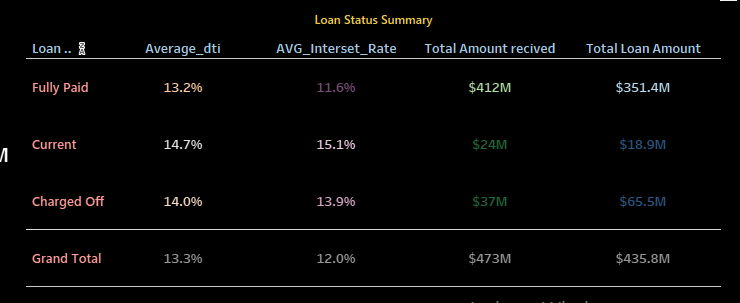 Loan Status Summary
Loan .. Average_dti AVG_Interset_Rate Total Amount recived Total Loan Amount
Fully Paid 13.2% 11.6% $412M $351.4M
Current 14.7% 15.1% $24M $18.9M
M
Charged Off 14.0% 13.9% $37M $65.5M
Grand Total 13.3% 12.0% $473M $435.8M